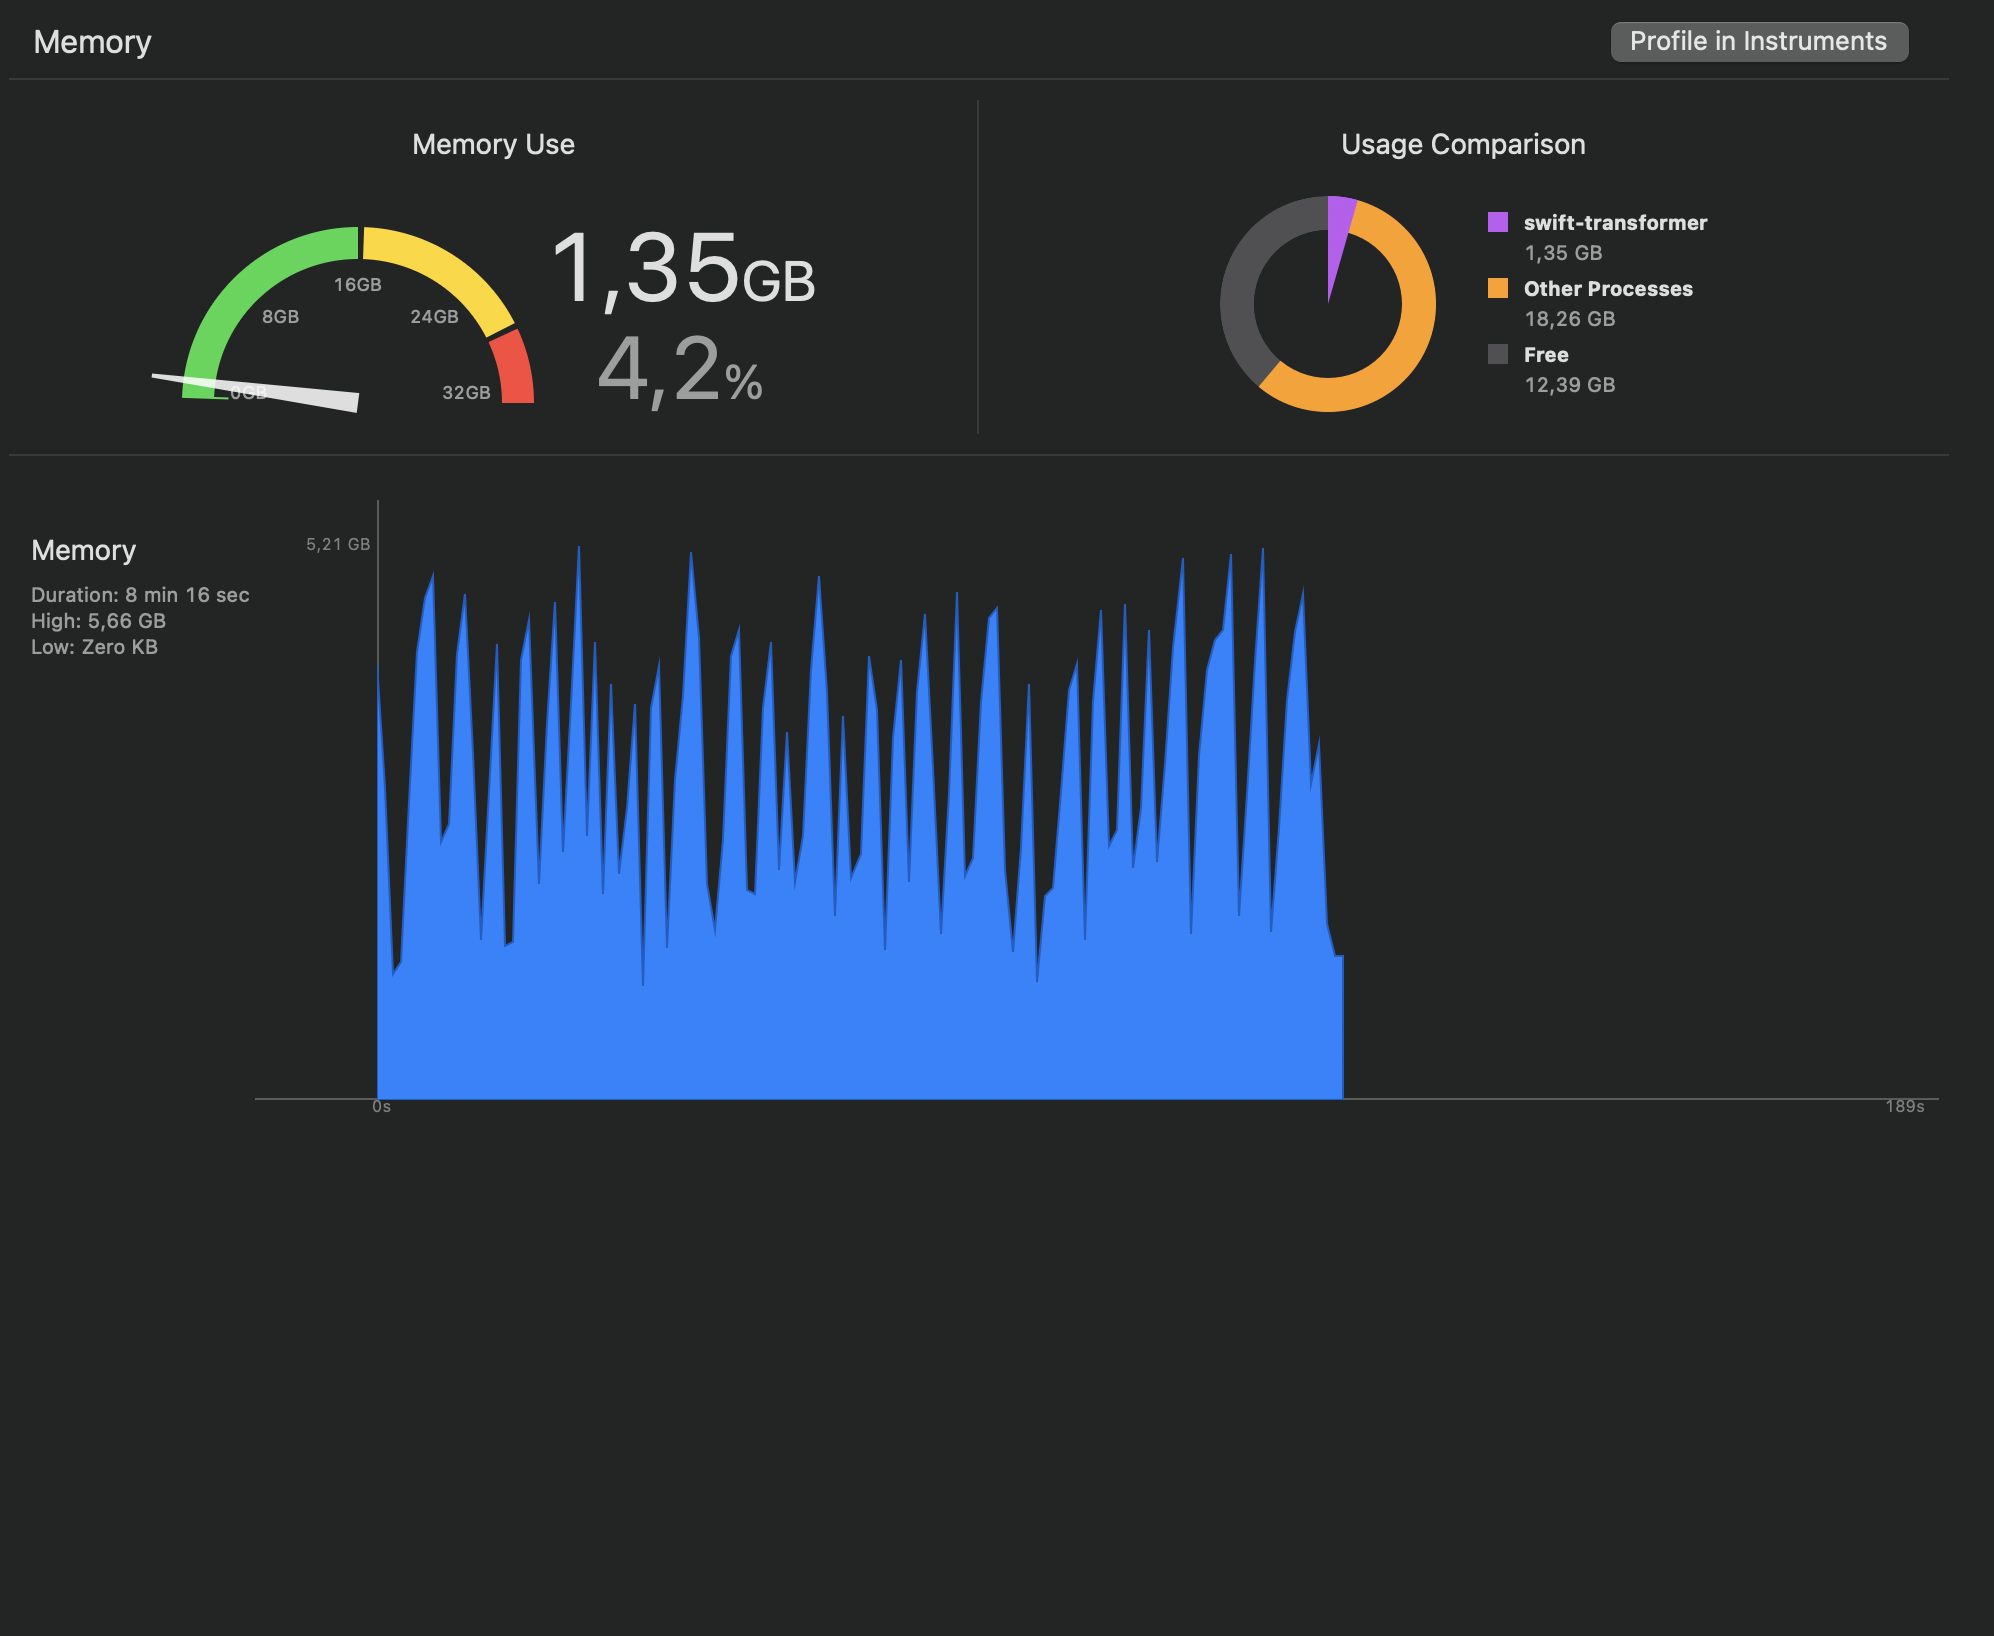 Memory
Profile in Instruments
Memory Use
Usage Comparison
16GB
8GB
24GB
0GB
32GB
1,35GB
4,2%
swift-transformer
1,35 GB
Other Processes
18,26 GB
Free
12,39 GB
Memory
Duration: 8 min 16 sec
High: 5,66 GB
Low: Zero KB
5,21 GB
0s
189s